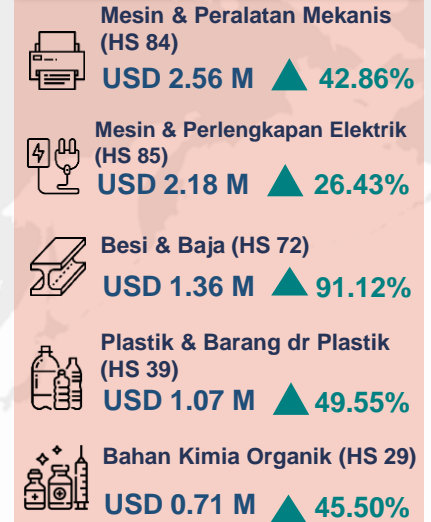 Mesin & Peralatan Mekanis
(HS 84)
USD 2.56 M 42.86%
Mesin & Perlengkapan Elektrik
(HS 85)
USD 2.18 M 26.43%
Besi & Baja (HS 72)
USD 1.36 M 91.12%
Plastik & Barang dr Plastik
(HS 39)
USD 1.07 M 49.55%
Bahan Kimia Organik (HS 29)
USD 0.71 M 45.50%